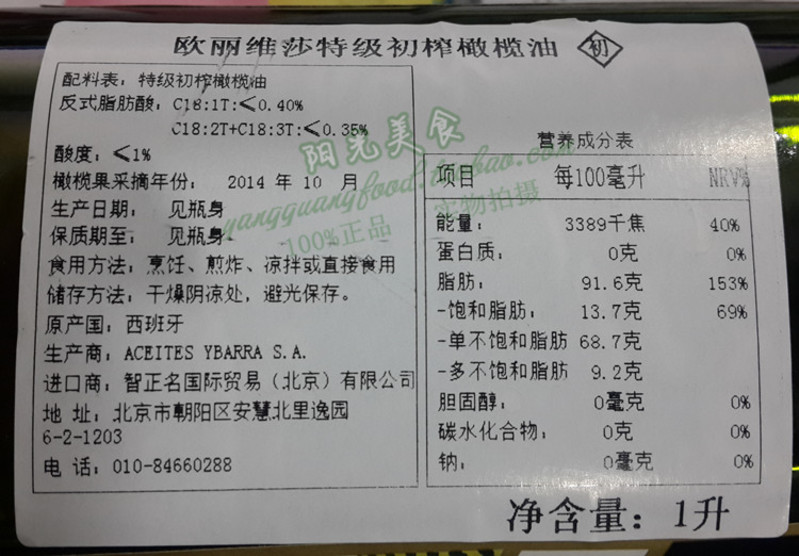 欧丽维莎特级初榨橄榄油 初
配料表：特级初榨橄榄油
反式脂肪酸：C18:1T:≤0.40%
C18:2T+C18:3T:≤0.35%
酸度：≤1%
橄榄果采摘年份： 2014 年 10 月
生产日期： 见瓶身
保质期至： 见瓶身
食用方法：烹饪、煎炸、凉拌或直接食用
储存方法：干燥阴凉处，避光保存。
原产国：西班牙
生产商：ACEITES YBARRA S.A.
进口商：智正名国际贸易（北京）有限公司
地 址：北京市朝阳区安慧北里逸园
6-2-1203
电 话：010-84660288
营养成分表
项目 每100毫升 NRV%
能量： 3389千焦 40%
蛋白质： 0克 0%
脂肪： 91.6克 153%
-饱和脂肪： 13.7克 69%
-单不饱和脂肪 68.7克
-多不饱和脂肪 9.2克
胆固醇： 0毫克 0%
碳水化合物： 0克 0%
钠： 0毫克 0%
净含量：1升
阳光美食
yangguangfood.taobao.com
100%正品 实物拍摄